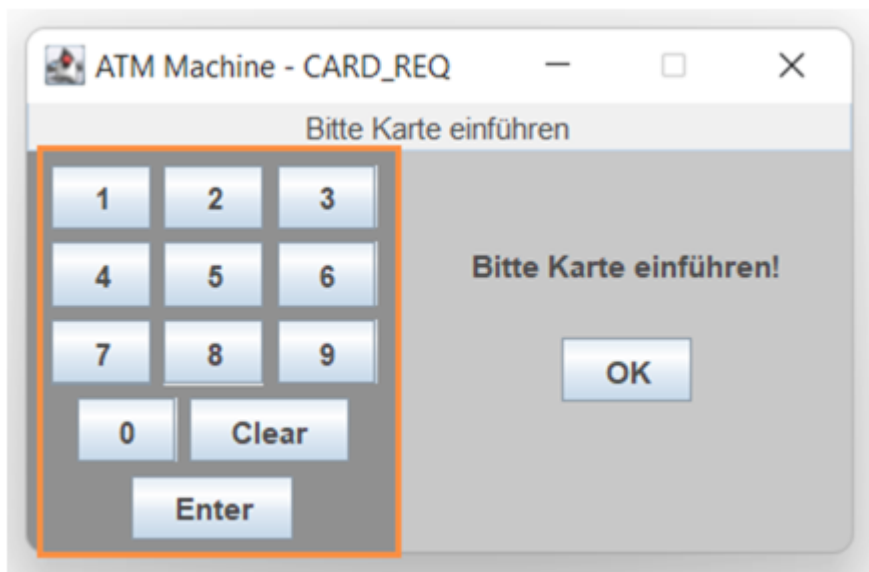 ATM Machine - CARD_REQ
Bitte Karte einführen
1 2 3
4 5 6
7 8 9
0 Clear
Enter
Bitte Karte einführen!
OK